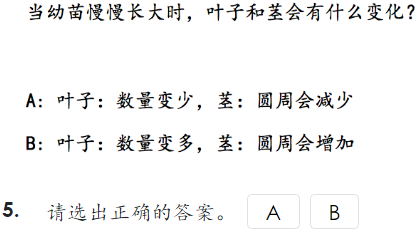 当幼苗慢慢长大时，叶子和茎会有什么变化？
A: 叶子：数量变少，茎：圆周会减少
B: 叶子：数量变多，茎：圆周会增加
5. 请选出正确的答案。 A B